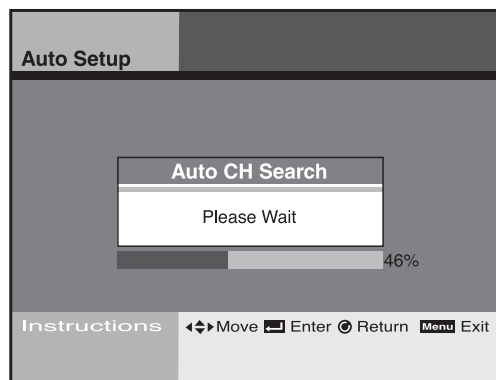 Auto Setup
Auto CH Search
Please Wait
46%
Instructions Move Enter Return Menu Exit